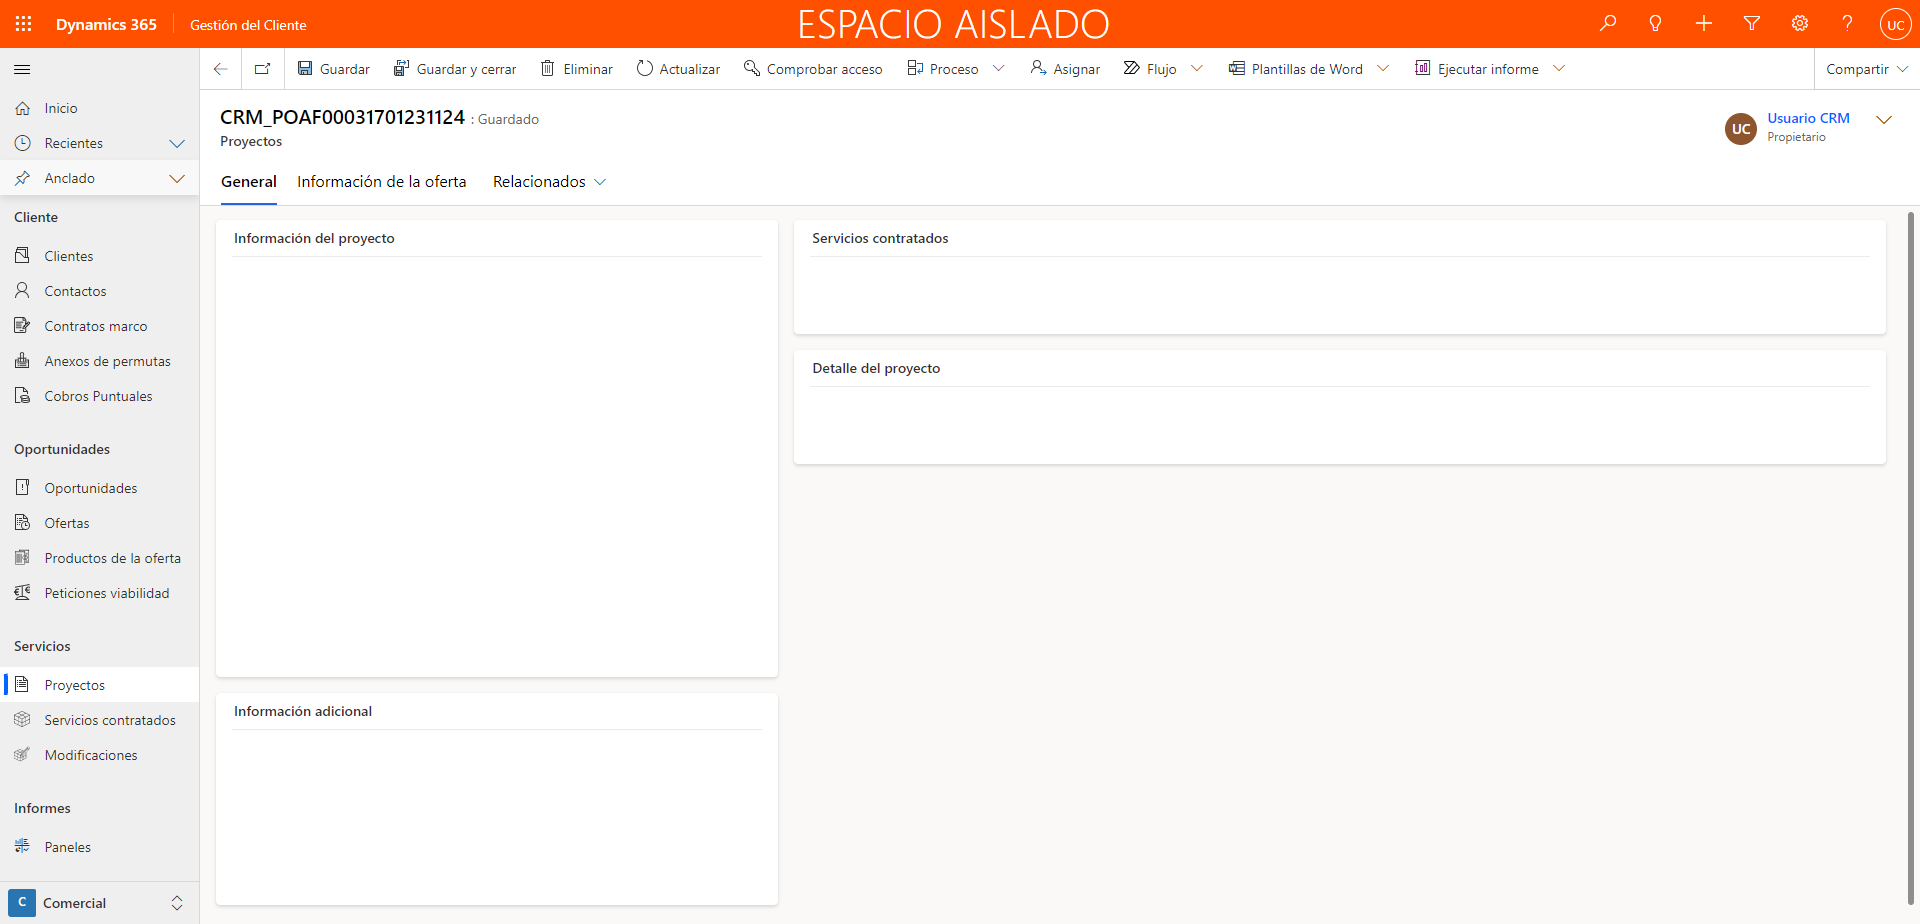 Dynamics 365
Gestión del Cliente
ESPACIO AISLADO
UC
Guardar
Guardar y cerrar
Eliminar
Actualizar
Comprobar acceso
Proceso
Asignar
Flujo
Plantillas de Word
Ejecutar informe
Compartir
Inicio
Recientes
Anclado
Cliente
Clientes
Contactos
Contratos marco
Anexos de permutas
Cobros Puntuales
Oportunidades
Oportunidades
Ofertas
Productos de la oferta
Peticiones viabilidad
Servicios
Proyectos
Servicios contratados
Modificaciones
Informes
Paneles
C Comercial
CRM_POAF00031701231124 : Guardado
Proyectos
UC
Usuario CRM
Propietario
General
Información de la oferta
Relacionados
Información del proyecto
Servicios contratados
Detalle del proyecto
Información adicional